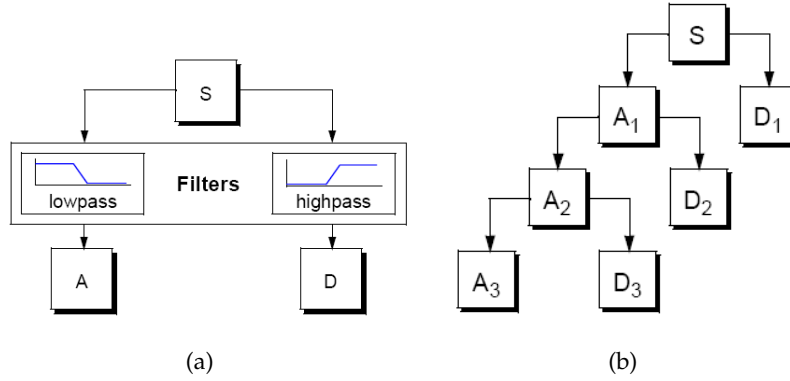 S
Filters
lowpass
highpass
A
D
(a)
S
A₁
D₁
A₂
D₂
A₃
D₃
(b)